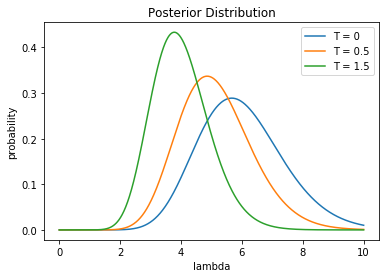 Posterior Distribution
T = 0
T = 0.5
T = 1.5
probability
0.4
0.3
0.2
0.1
0.0
0 2 4 6 8 10
lambda